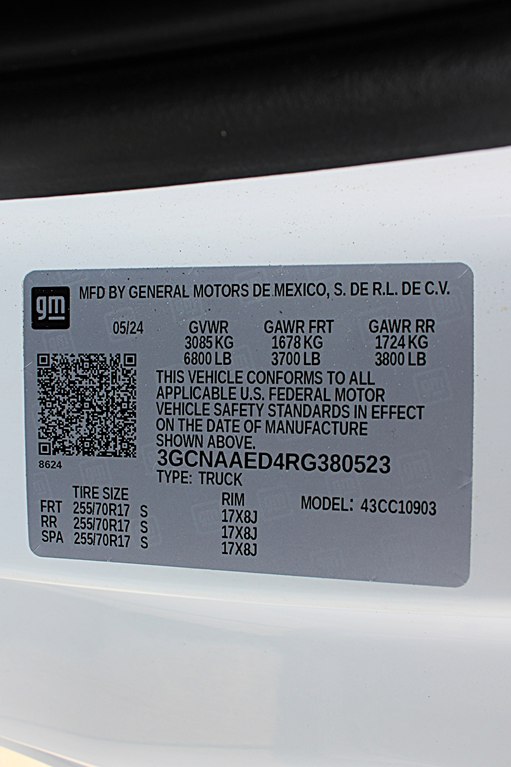 gm
MFD BY GENERAL MOTORS DE MEXICO, S. DE R.L. DE C.V.
05/24 GVWR GAWR FRT GAWR RR
3085 KG 1678 KG 1724 KG
6800 LB 3700 LB 3800 LB
THIS VEHICLE CONFORMS TO ALL
APPLICABLE U.S. FEDERAL MOTOR
VEHICLE SAFETY STANDARDS IN EFFECT
ON THE DATE OF MANUFACTURE
SHOWN ABOVE.
8624
3GCNAAED4RG380523
TYPE: TRUCK
TIRE SIZE RIM MODEL: 43CC10903
FRT 255/70R17 S 17X8J
RR 255/70R17 S 17X8J
SPA 255/70R17 S 17X8J